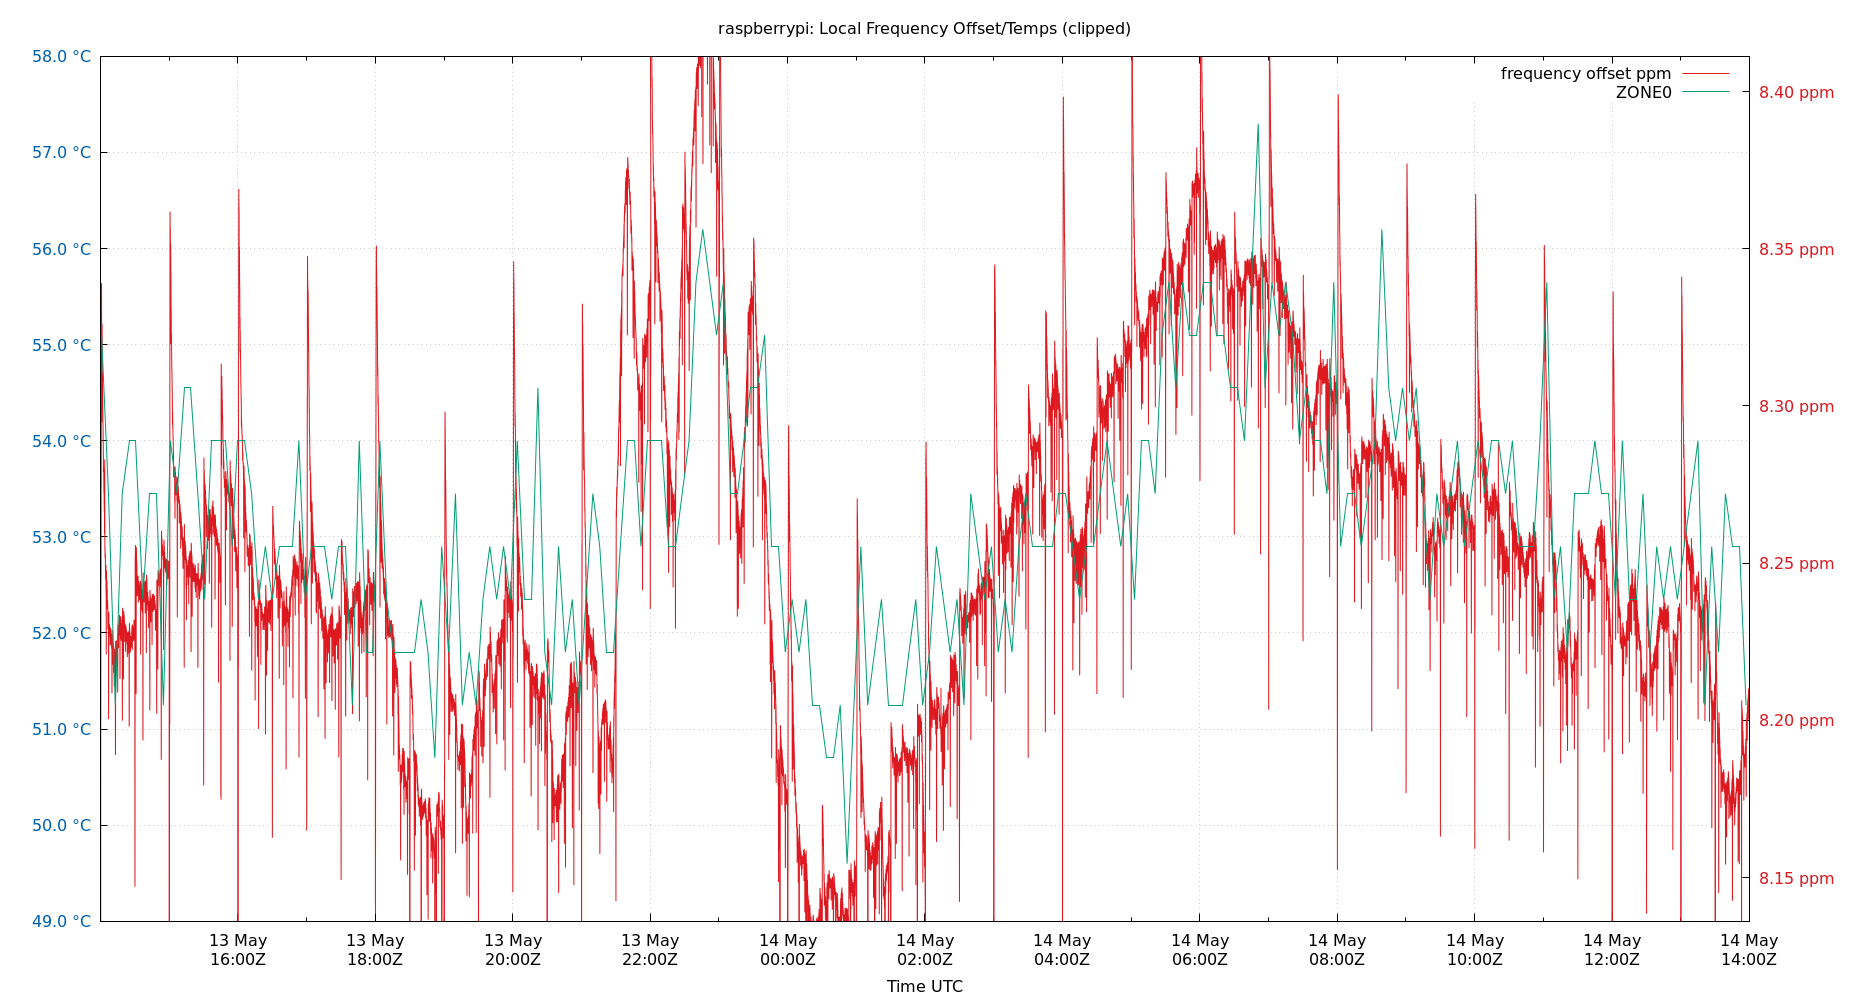 raspberrypi: Local Frequency Offset/Temps (clipped)
frequency offset ppm
ZONE0
58.0 °C
57.0 °C
56.0 °C
55.0 °C
54.0 °C
53.0 °C
52.0 °C
51.0 °C
50.0 °C
49.0 °C
8.40 ppm
8.35 ppm
8.30 ppm
8.25 ppm
8.20 ppm
8.15 ppm
13 May 13 May 13 May 13 May 14 May 14 May 14 May 14 May 14 May 14 May 14 May 14 May
16:00Z 18:00Z 20:00Z 22:00Z 00:00Z 02:00Z 04:00Z 06:00Z 08:00Z 10:00Z 12:00Z 14:00Z
Time UTC